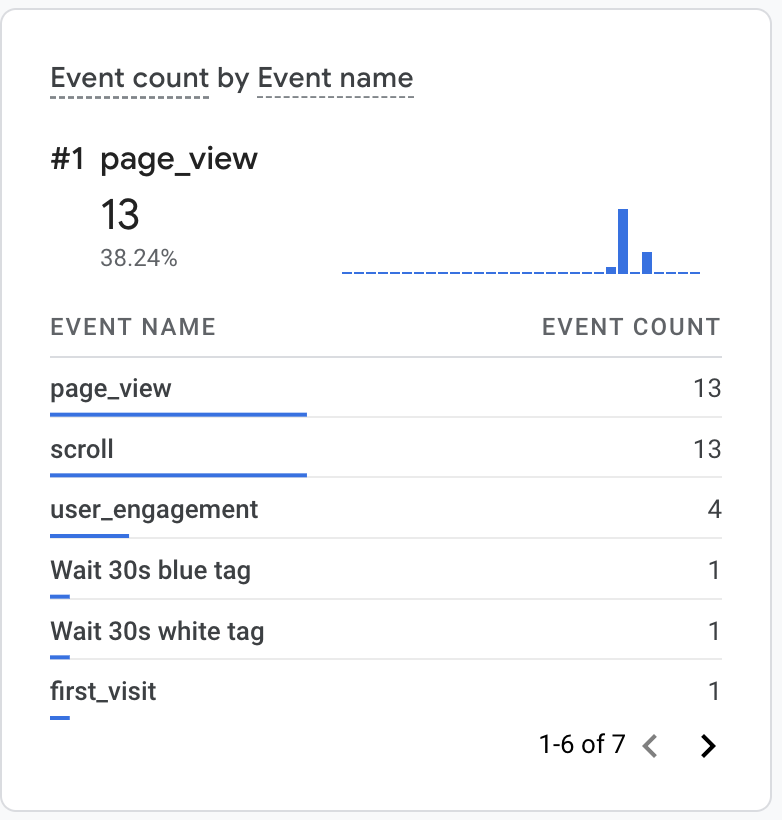 Event count by Event name
#1 page_view
13
38.24%
EVENT NAME EVENT COUNT
page_view 13
scroll 13
user_engagement 4
Wait 30s blue tag 1
Wait 30s white tag 1
first_visit 1
1-6 of 7